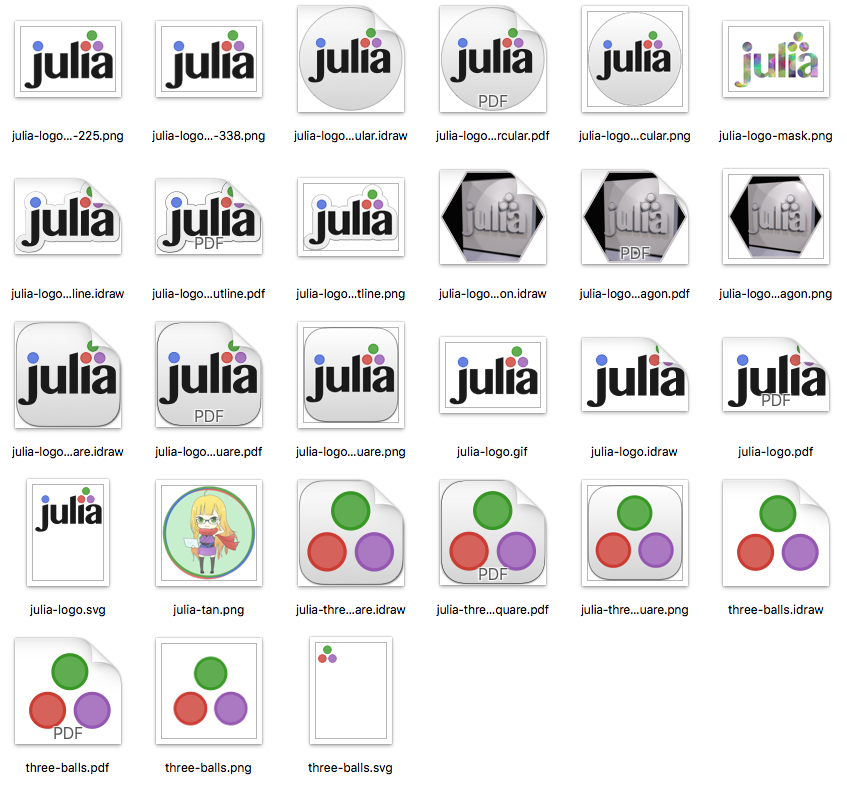 julia
julia
julia
julia
PDF
julia
julia
julia-logo...-225.png
julia-logo...-338.png
julia-logo...ular.idraw
julia-logo...rcular.pdf
julia-logo...cular.png
julia-logo-mask.png
julia
julia
PDF
julia
julia
julia
PDF
julia
julia-logo...line.idraw
julia-logo...utline.pdf
julia-logo...tline.png
julia-logo...on.idraw
julia-logo...agon.pdf
julia-logo...agon.png
julia
julia
PDF
julia
julia
julia
julia
PDF
julia-logo...are.idraw
julia-logo...uare.pdf
julia-logo...uare.png
julia-logo.gif
julia-logo.idraw
julia-logo.pdf
julia
PDF
julia-logo.svg
julia-tan.png
julia-thre...are.idraw
julia-thre...quare.pdf
julia-thre...uare.png
three-balls.idraw
PDF
three-balls.pdf
three-balls.png
three-balls.svg